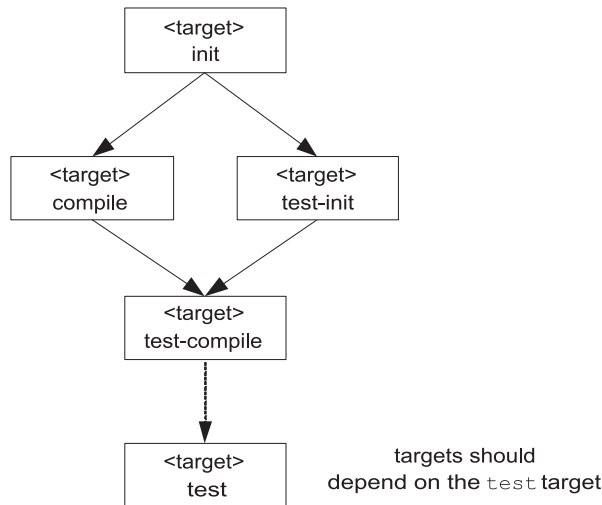 <target>
init
<target>
compile
<target>
test-init
<target>
test-compile
<target>
test
targets should
depend on the test target